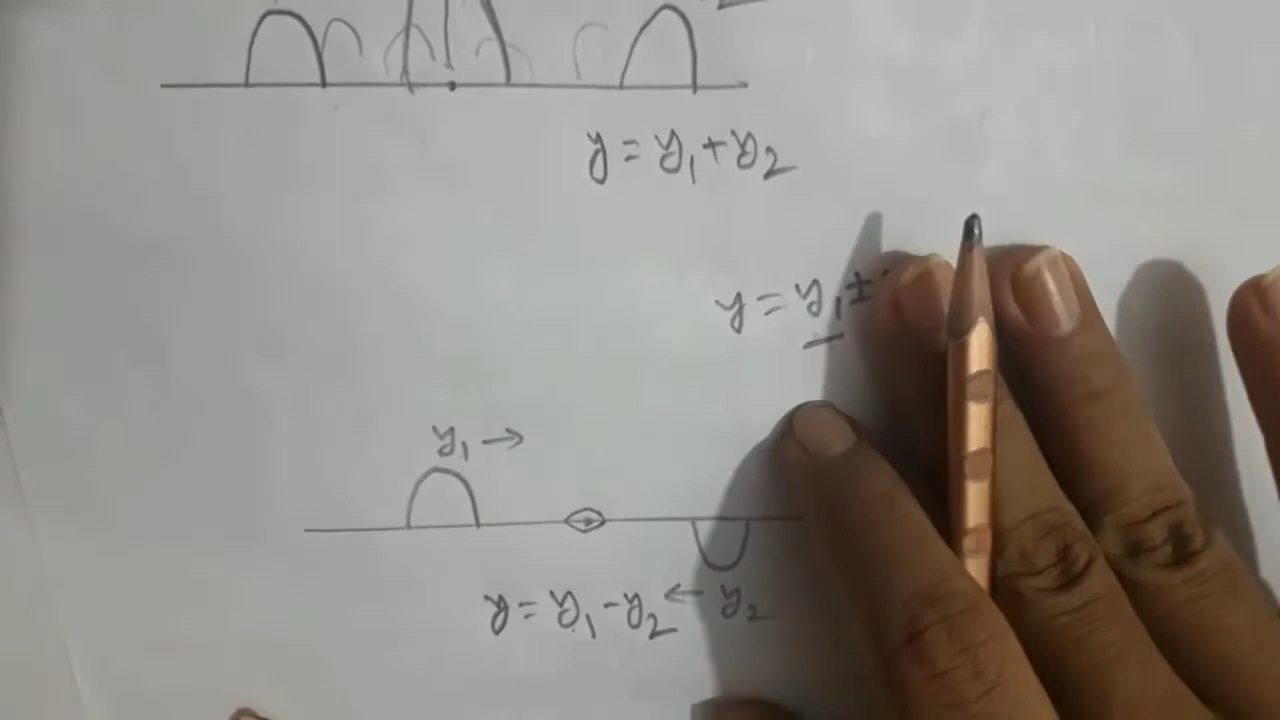 y = y₁ + y₂
y = y₁ ±
y₁ →
y = y₁ - y₂ ← y₂